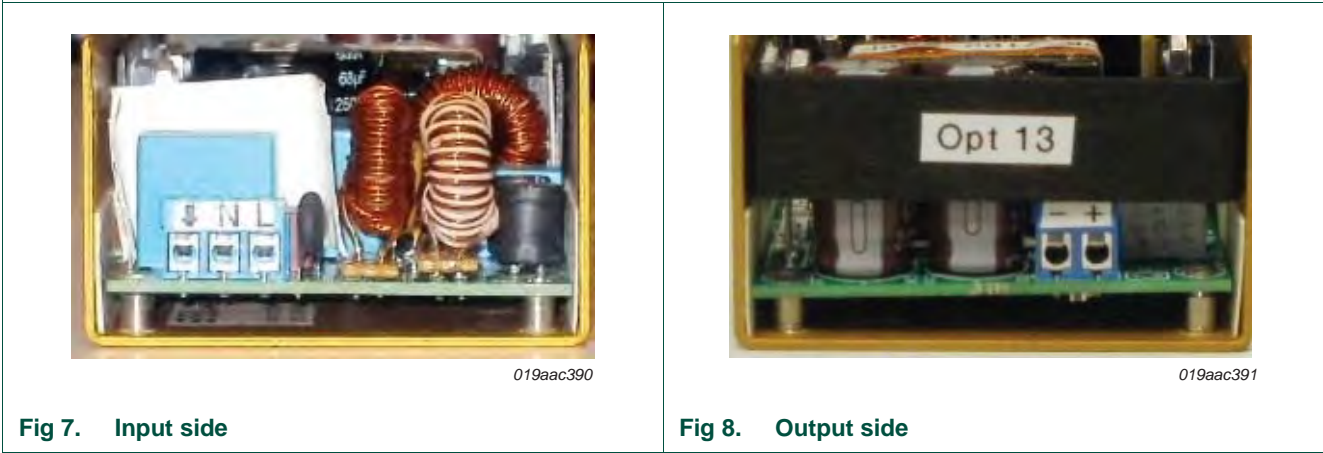 68µF
N L
019aac390
Fig 7. Input side
Opt 13
- +
019aac391
Fig 8. Output side